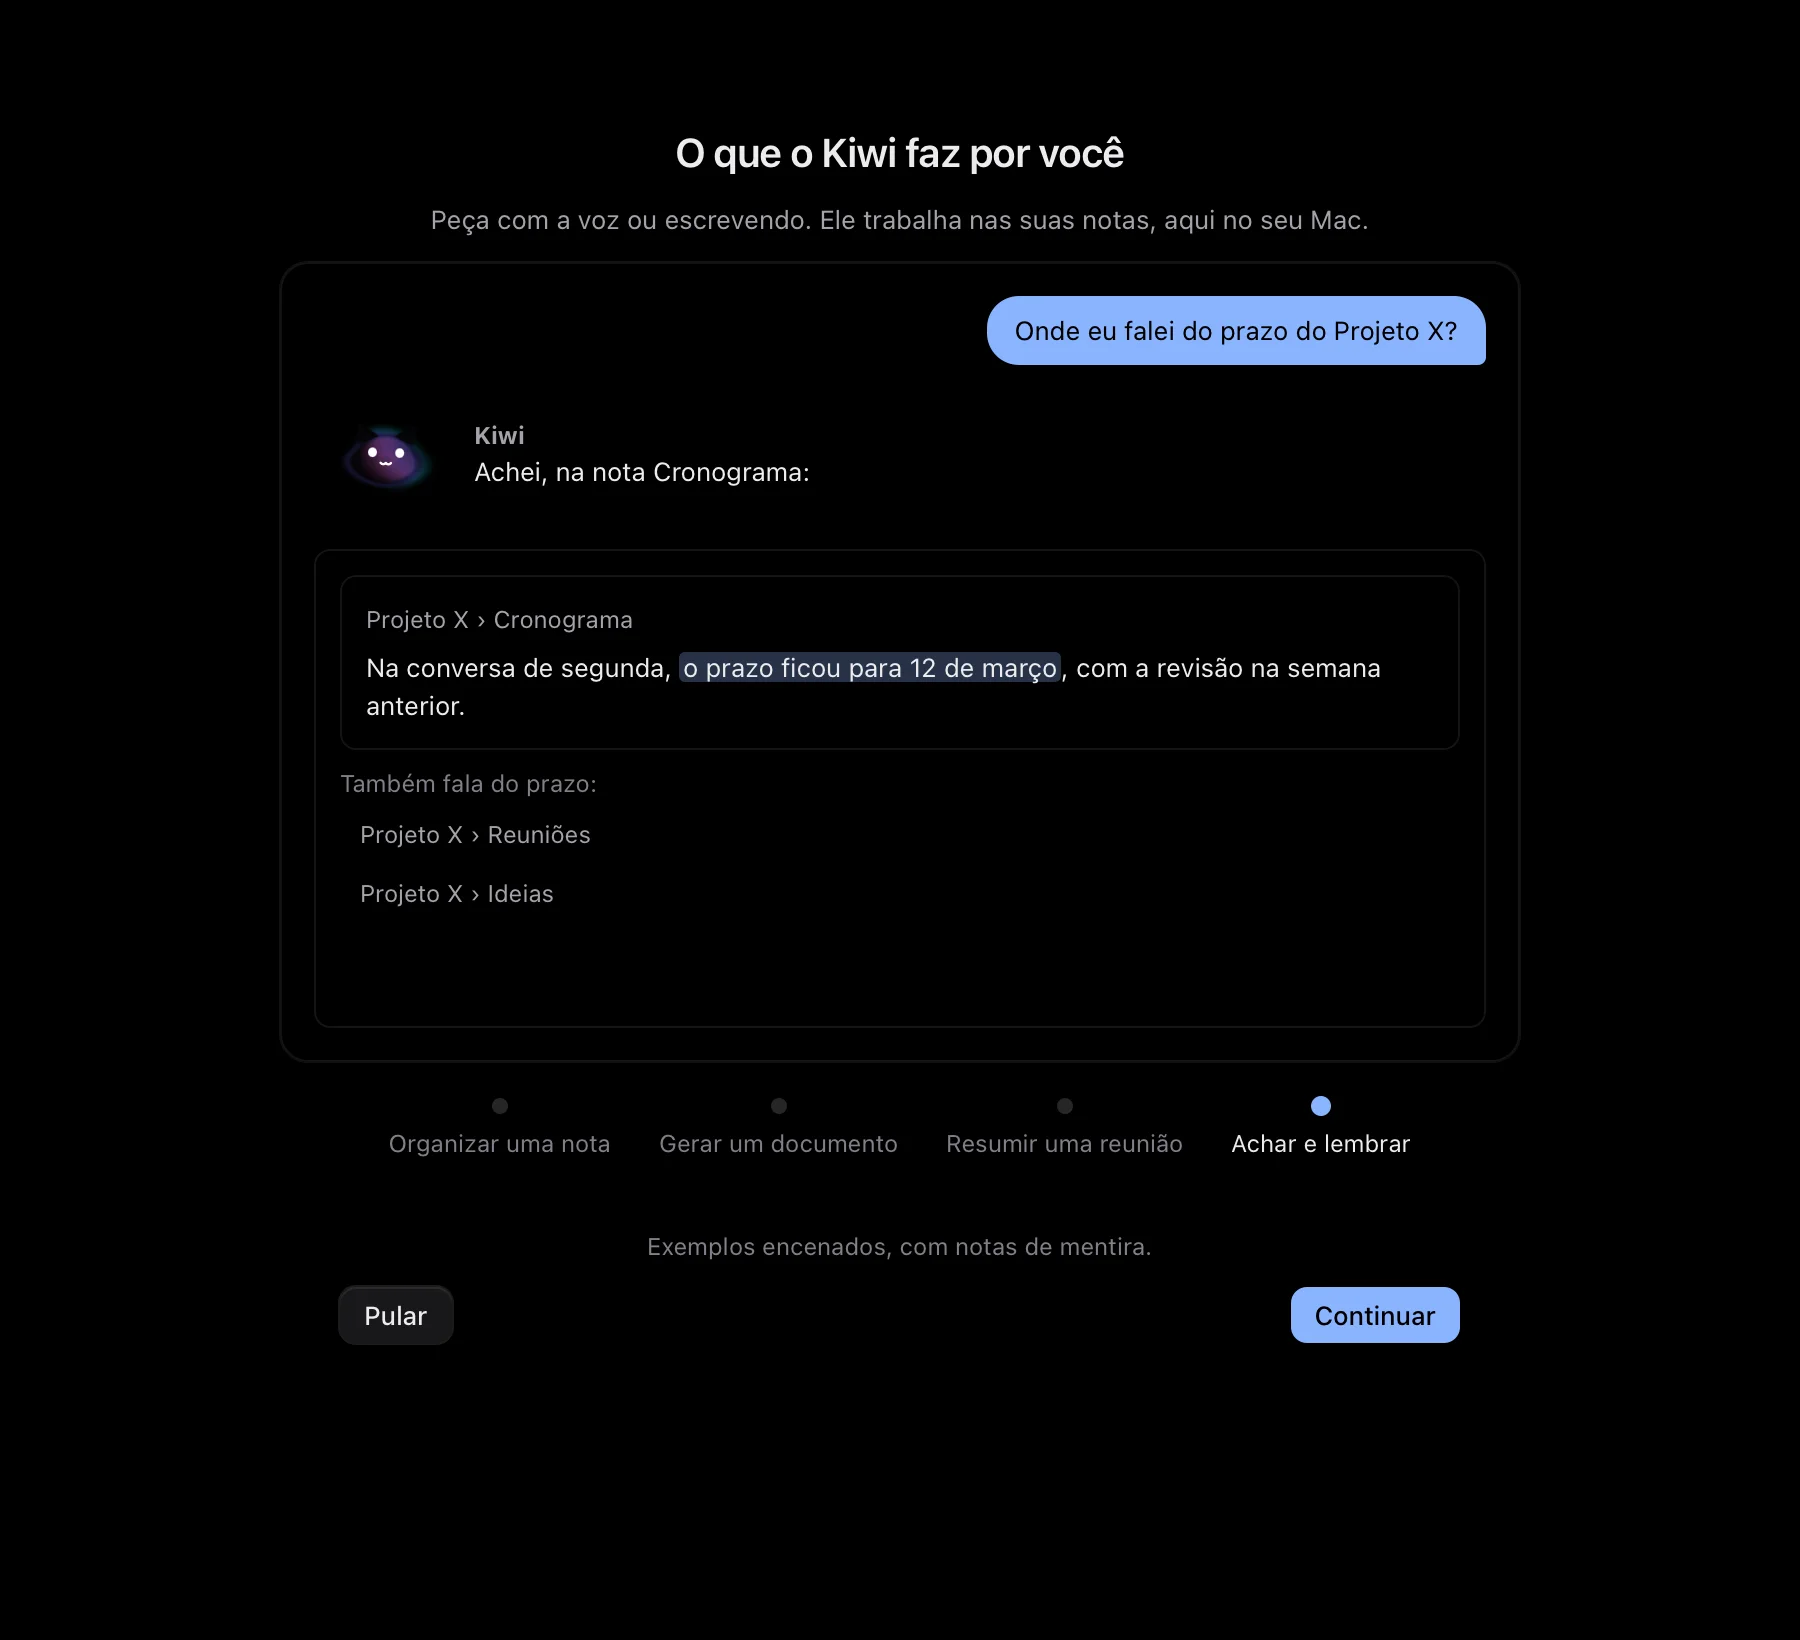 O que o Kiwi faz por você
Peça com a voz ou escrevendo. Ele trabalha nas suas notas, aqui no seu Mac.
Onde eu falei do prazo do Projeto X?
Kiwi
Achei, na nota Cronograma:
Projeto X › Cronograma
Na conversa de segunda, o prazo ficou para 12 de março, com a revisão na semana
anterior.
Também fala do prazo:
Projeto X › Reuniões
Projeto X › Ideias
Organizar uma nota
Gerar um documento
Resumir uma reunião
Achar e lembrar
Exemplos encenados, com notas de mentira.
Pular
Continuar